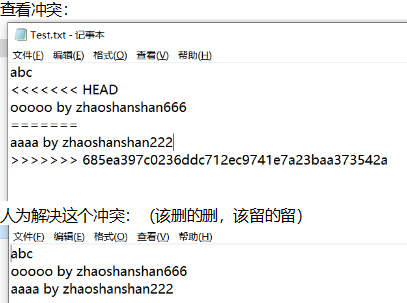 查看冲突：
Test.txt - 记事本
文件(F) 编辑(E) 格式(O) 查看(V) 帮助(H)
abc
<<<<<<< HEAD
ooooo by zhaoshanshan666
=======
aaaa by zhaoshanshan222
>>>>>>> 685ea397c0236ddc712ec9741e7a23baa373542a
人为解决这个冲突：（该删的删，该留的留）
文件(F) 编辑(E) 格式(O) 查看(V) 帮助(H)
abc
ooooo by zhaoshanshan666
aaaa by zhaoshanshan222